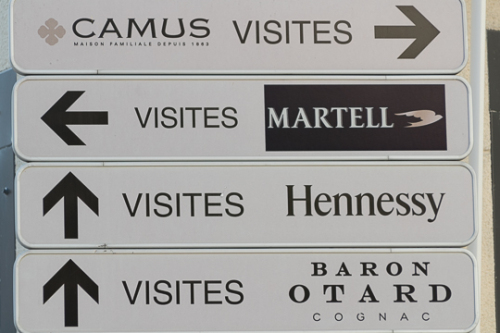 CAMUS VISITES
MAISON FAMILIALE DEPUIS 1863
VISITES MARTELL
VISITES Hennessy
VISITES BARON
OTARD
COGNAC